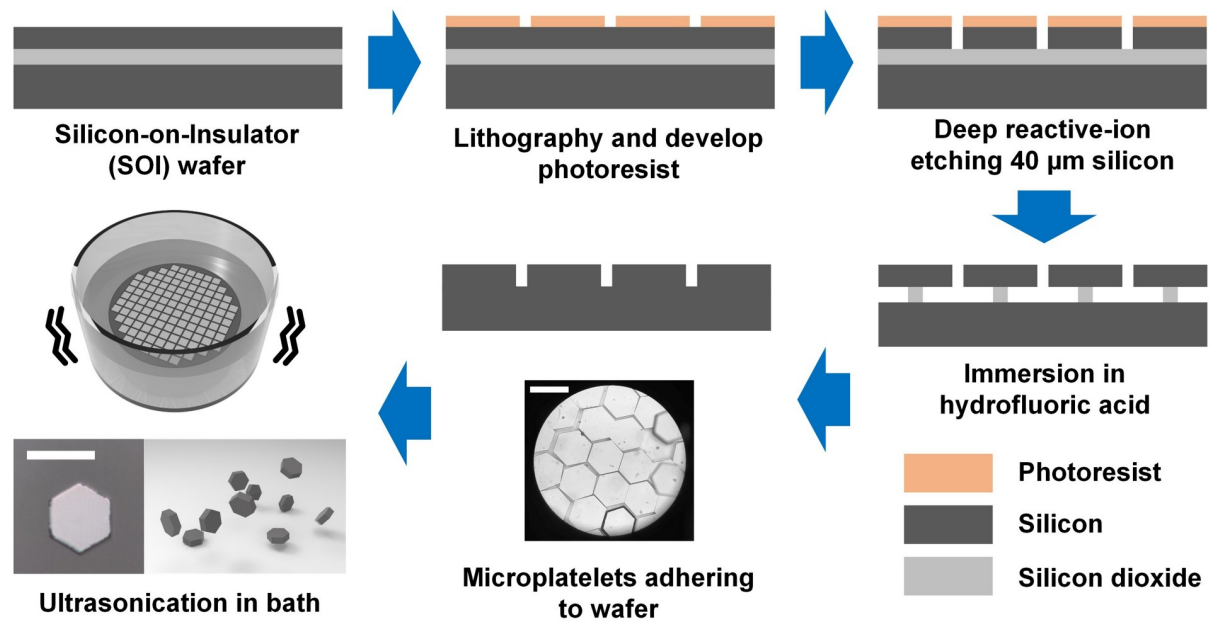 Silicon-on-Insulator
(SOI) wafer
Lithography and develop
photoresist
Deep reactive-ion
etching 40 µm silicon
Immersion in
hydrofluoric acid
Photoresist
Silicon
Silicon dioxide
Microplatelets adhering
to wafer
Ultrasonication in bath